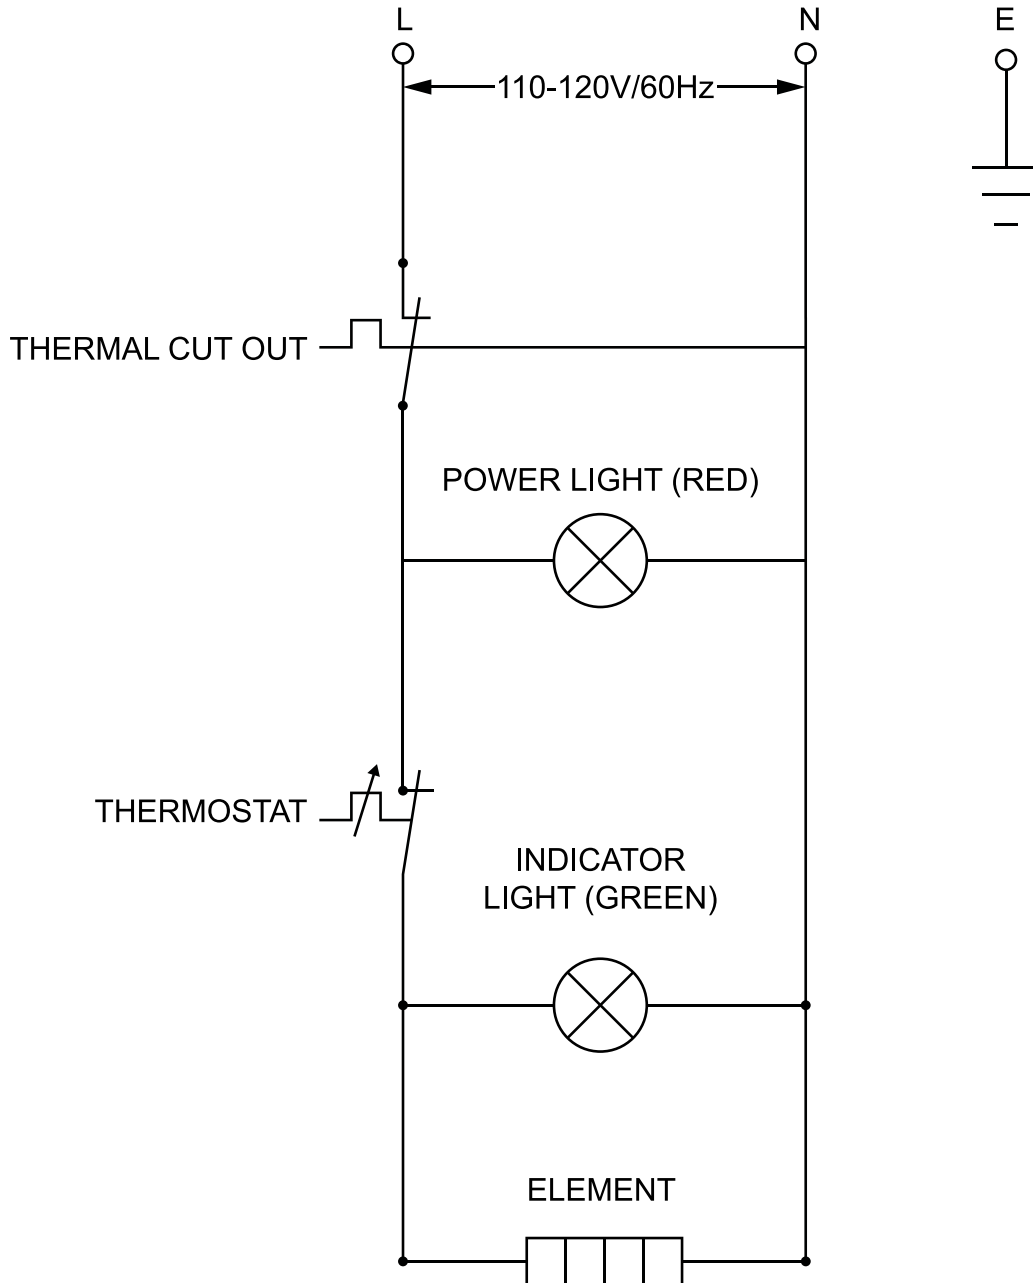 L
N
E
110-120V/60Hz
THERMAL CUT OUT
POWER LIGHT (RED)
THERMOSTAT
INDICATOR
LIGHT (GREEN)
ELEMENT